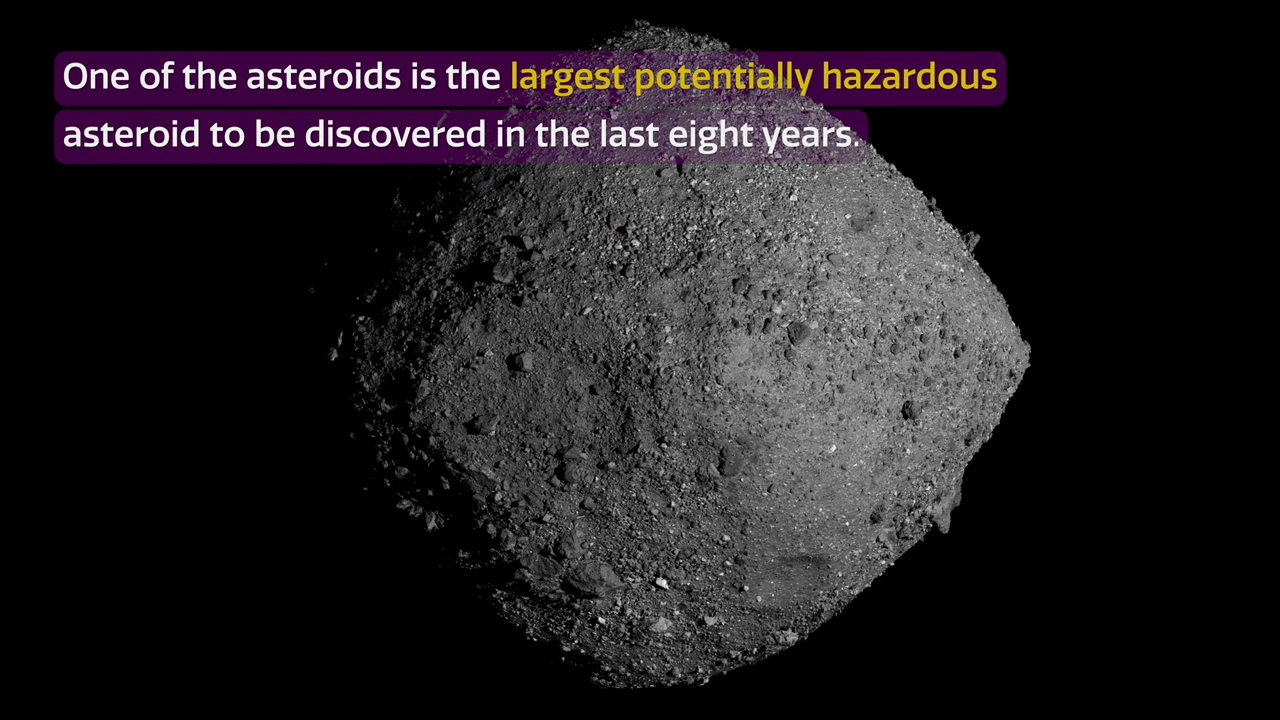 One of the asteroids is the largest potentially hazardous
asteroid to be discovered in the last eight years.